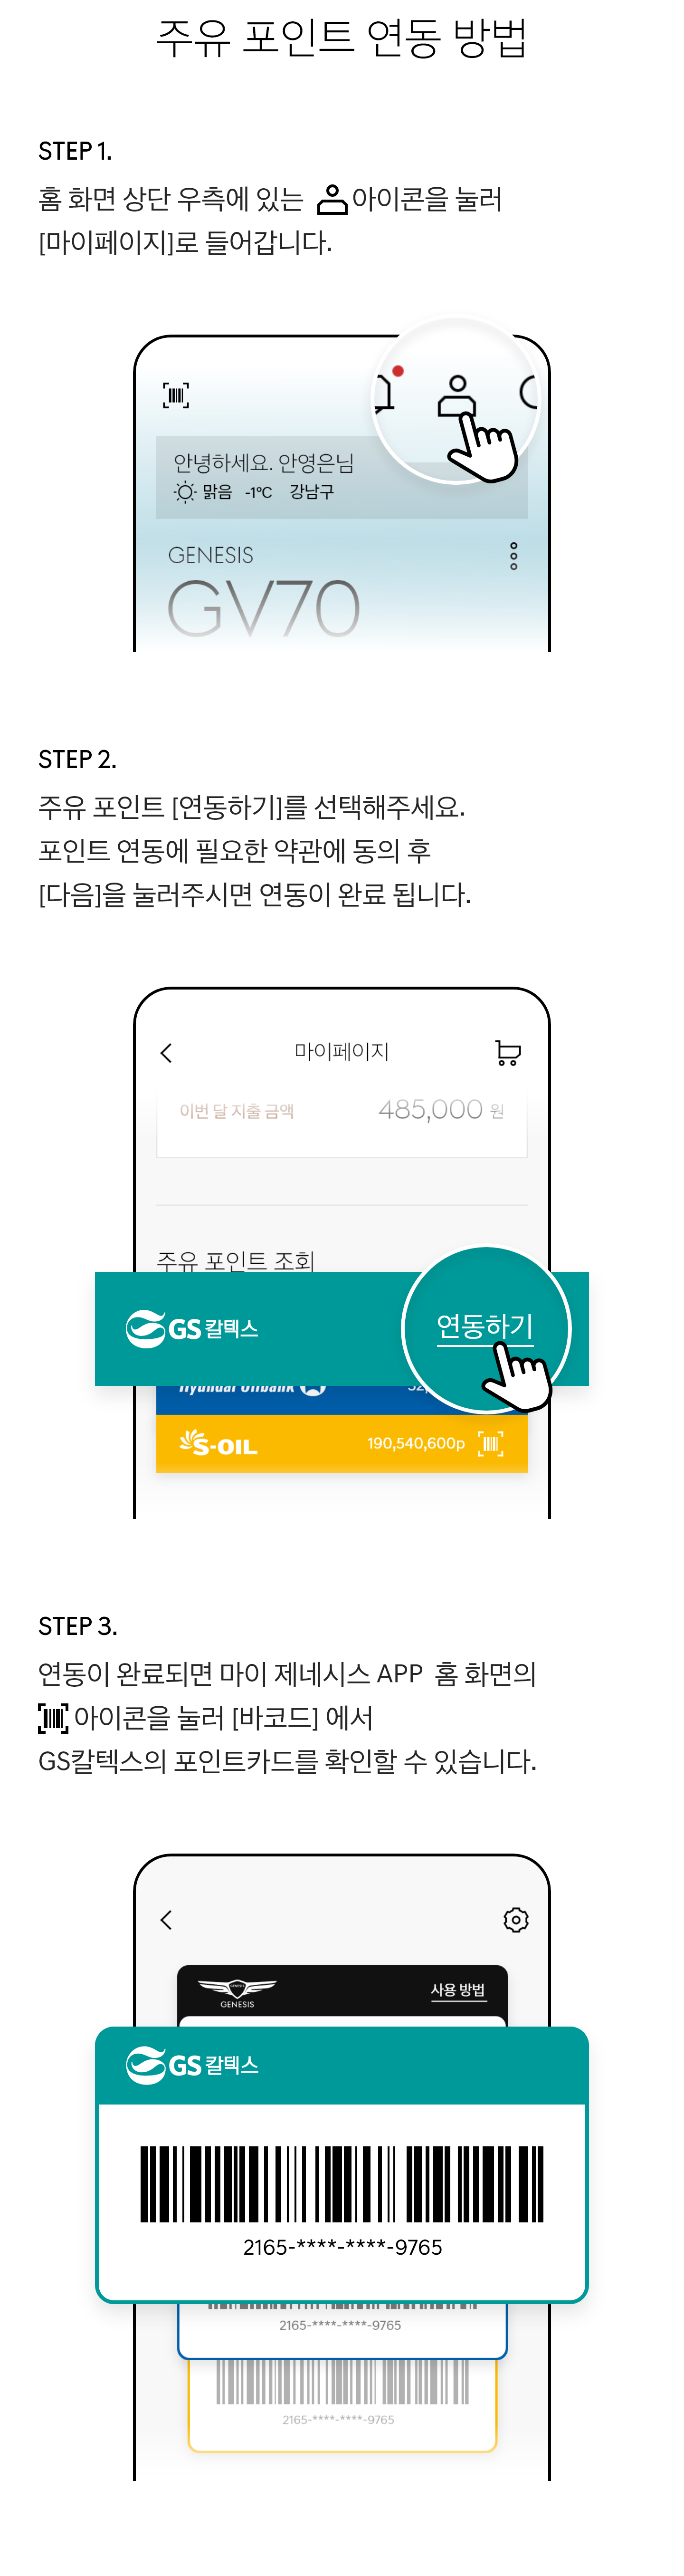 주유 포인트 연동 방법
STEP 1.
홈 화면 상단 우측에 있는 아이콘을 눌러
[마이페이지]로 들어갑니다.
안녕하세요. 안영은님
맑음 -1°C 강남구
GENESIS
GV70
STEP 2.
주유 포인트 [연동하기]를 선택해주세요.
포인트 연동에 필요한 약관에 동의 후
[다음]을 눌러주시면 연동이 완료 됩니다.
마이페이지
이번 달 지출 금액 485,000 원
주유 포인트 조회
GS칼텍스 연동하기
Hyundai Oilbank
S-OIL 190,540,600p
STEP 3.
연동이 완료되면 마이 제네시스 APP 홈 화면의
아이콘을 눌러 [바코드] 에서
GS칼텍스의 포인트카드를 확인할 수 있습니다.
GENESIS 사용 방법
GS칼텍스
2165-****-****-9765
2165-****-****-9765
2165-****-****-9765